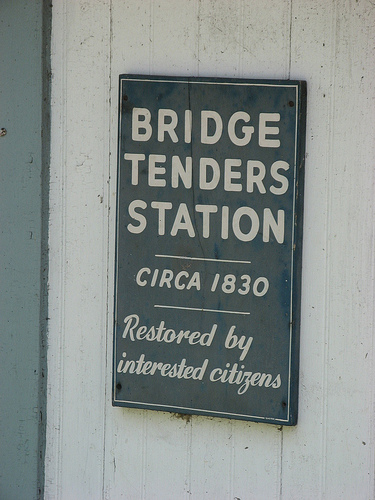 BRIDGE
TENDERS
STATION
CIRCA 1830
Restored by
interested citizens